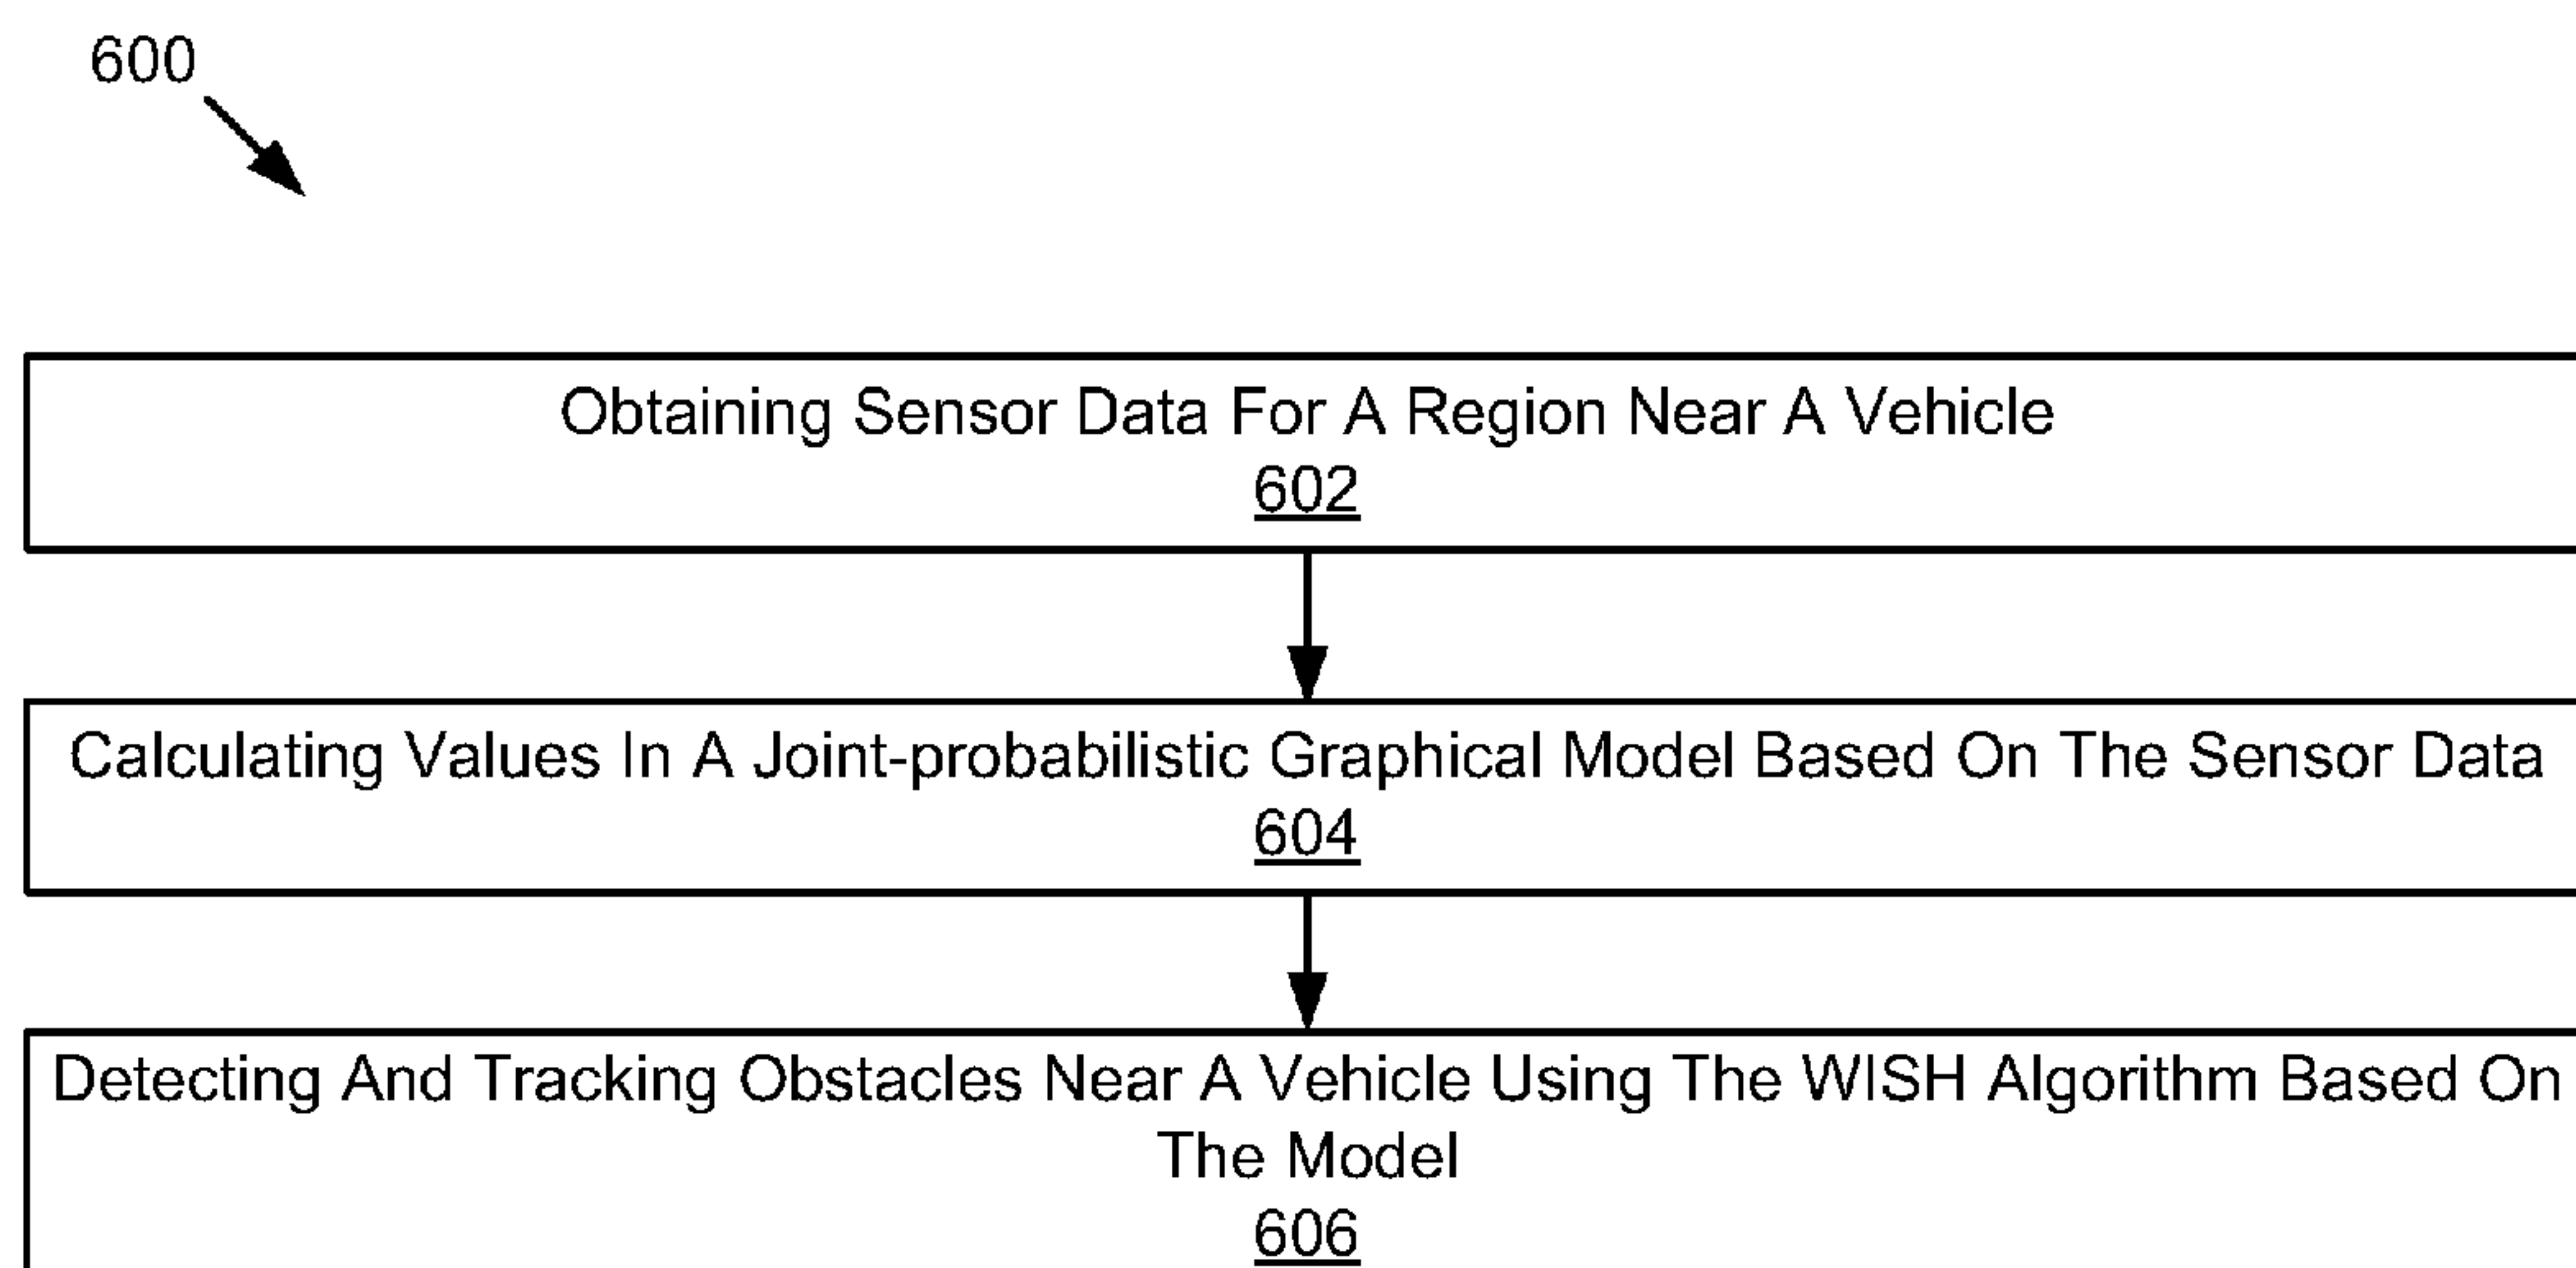 600
Obtaining Sensor Data For A Region Near A Vehicle
602
Calculating Values In A Joint-probabilistic Graphical Model Based On The Sensor Data
604
Detecting And Tracking Obstacles Near A Vehicle Using The WISH Algorithm Based On
The Model
606